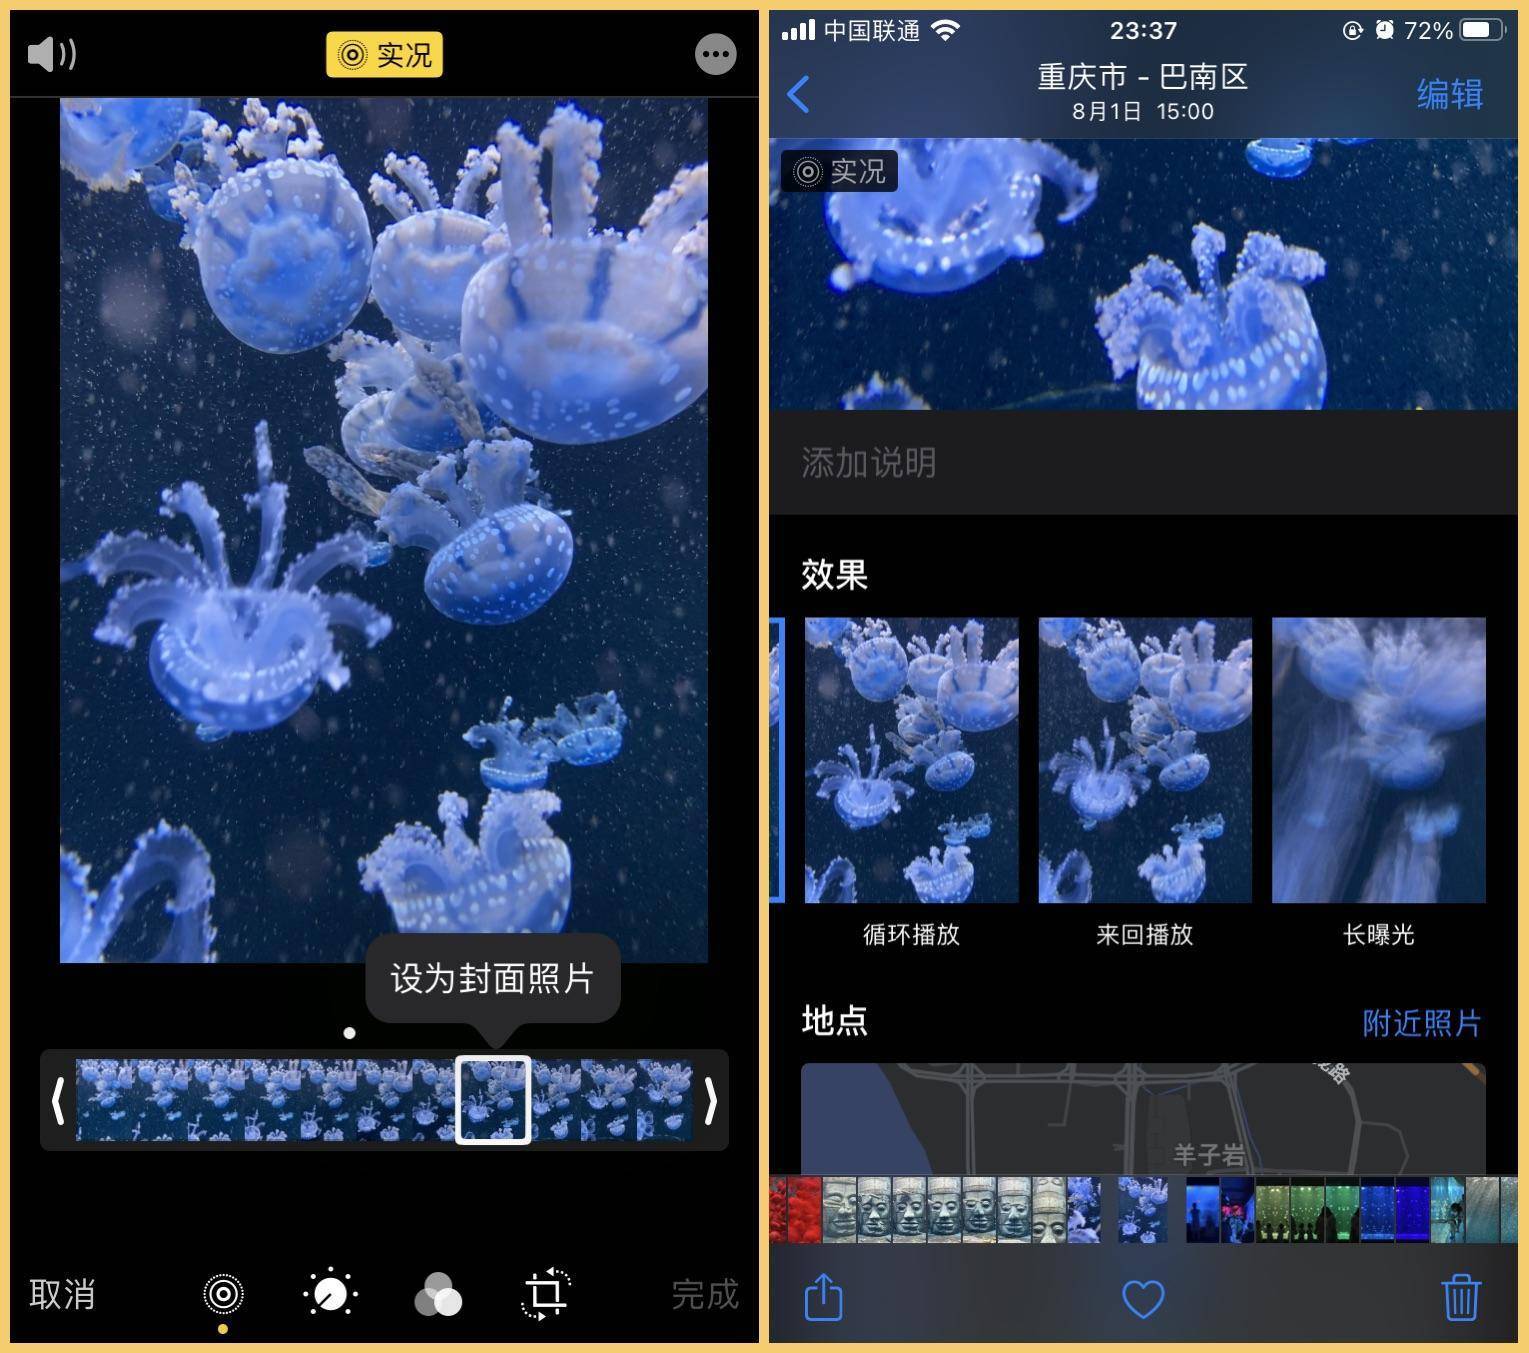 实况
设为封面照片
取消
完成
中国联通
23:37
72%
重庆市 - 巴南区
8月1日 15:00
编辑
实况
添加说明
效果
循环播放
来回播放
长曝光
地点
附近照片
羊子岩